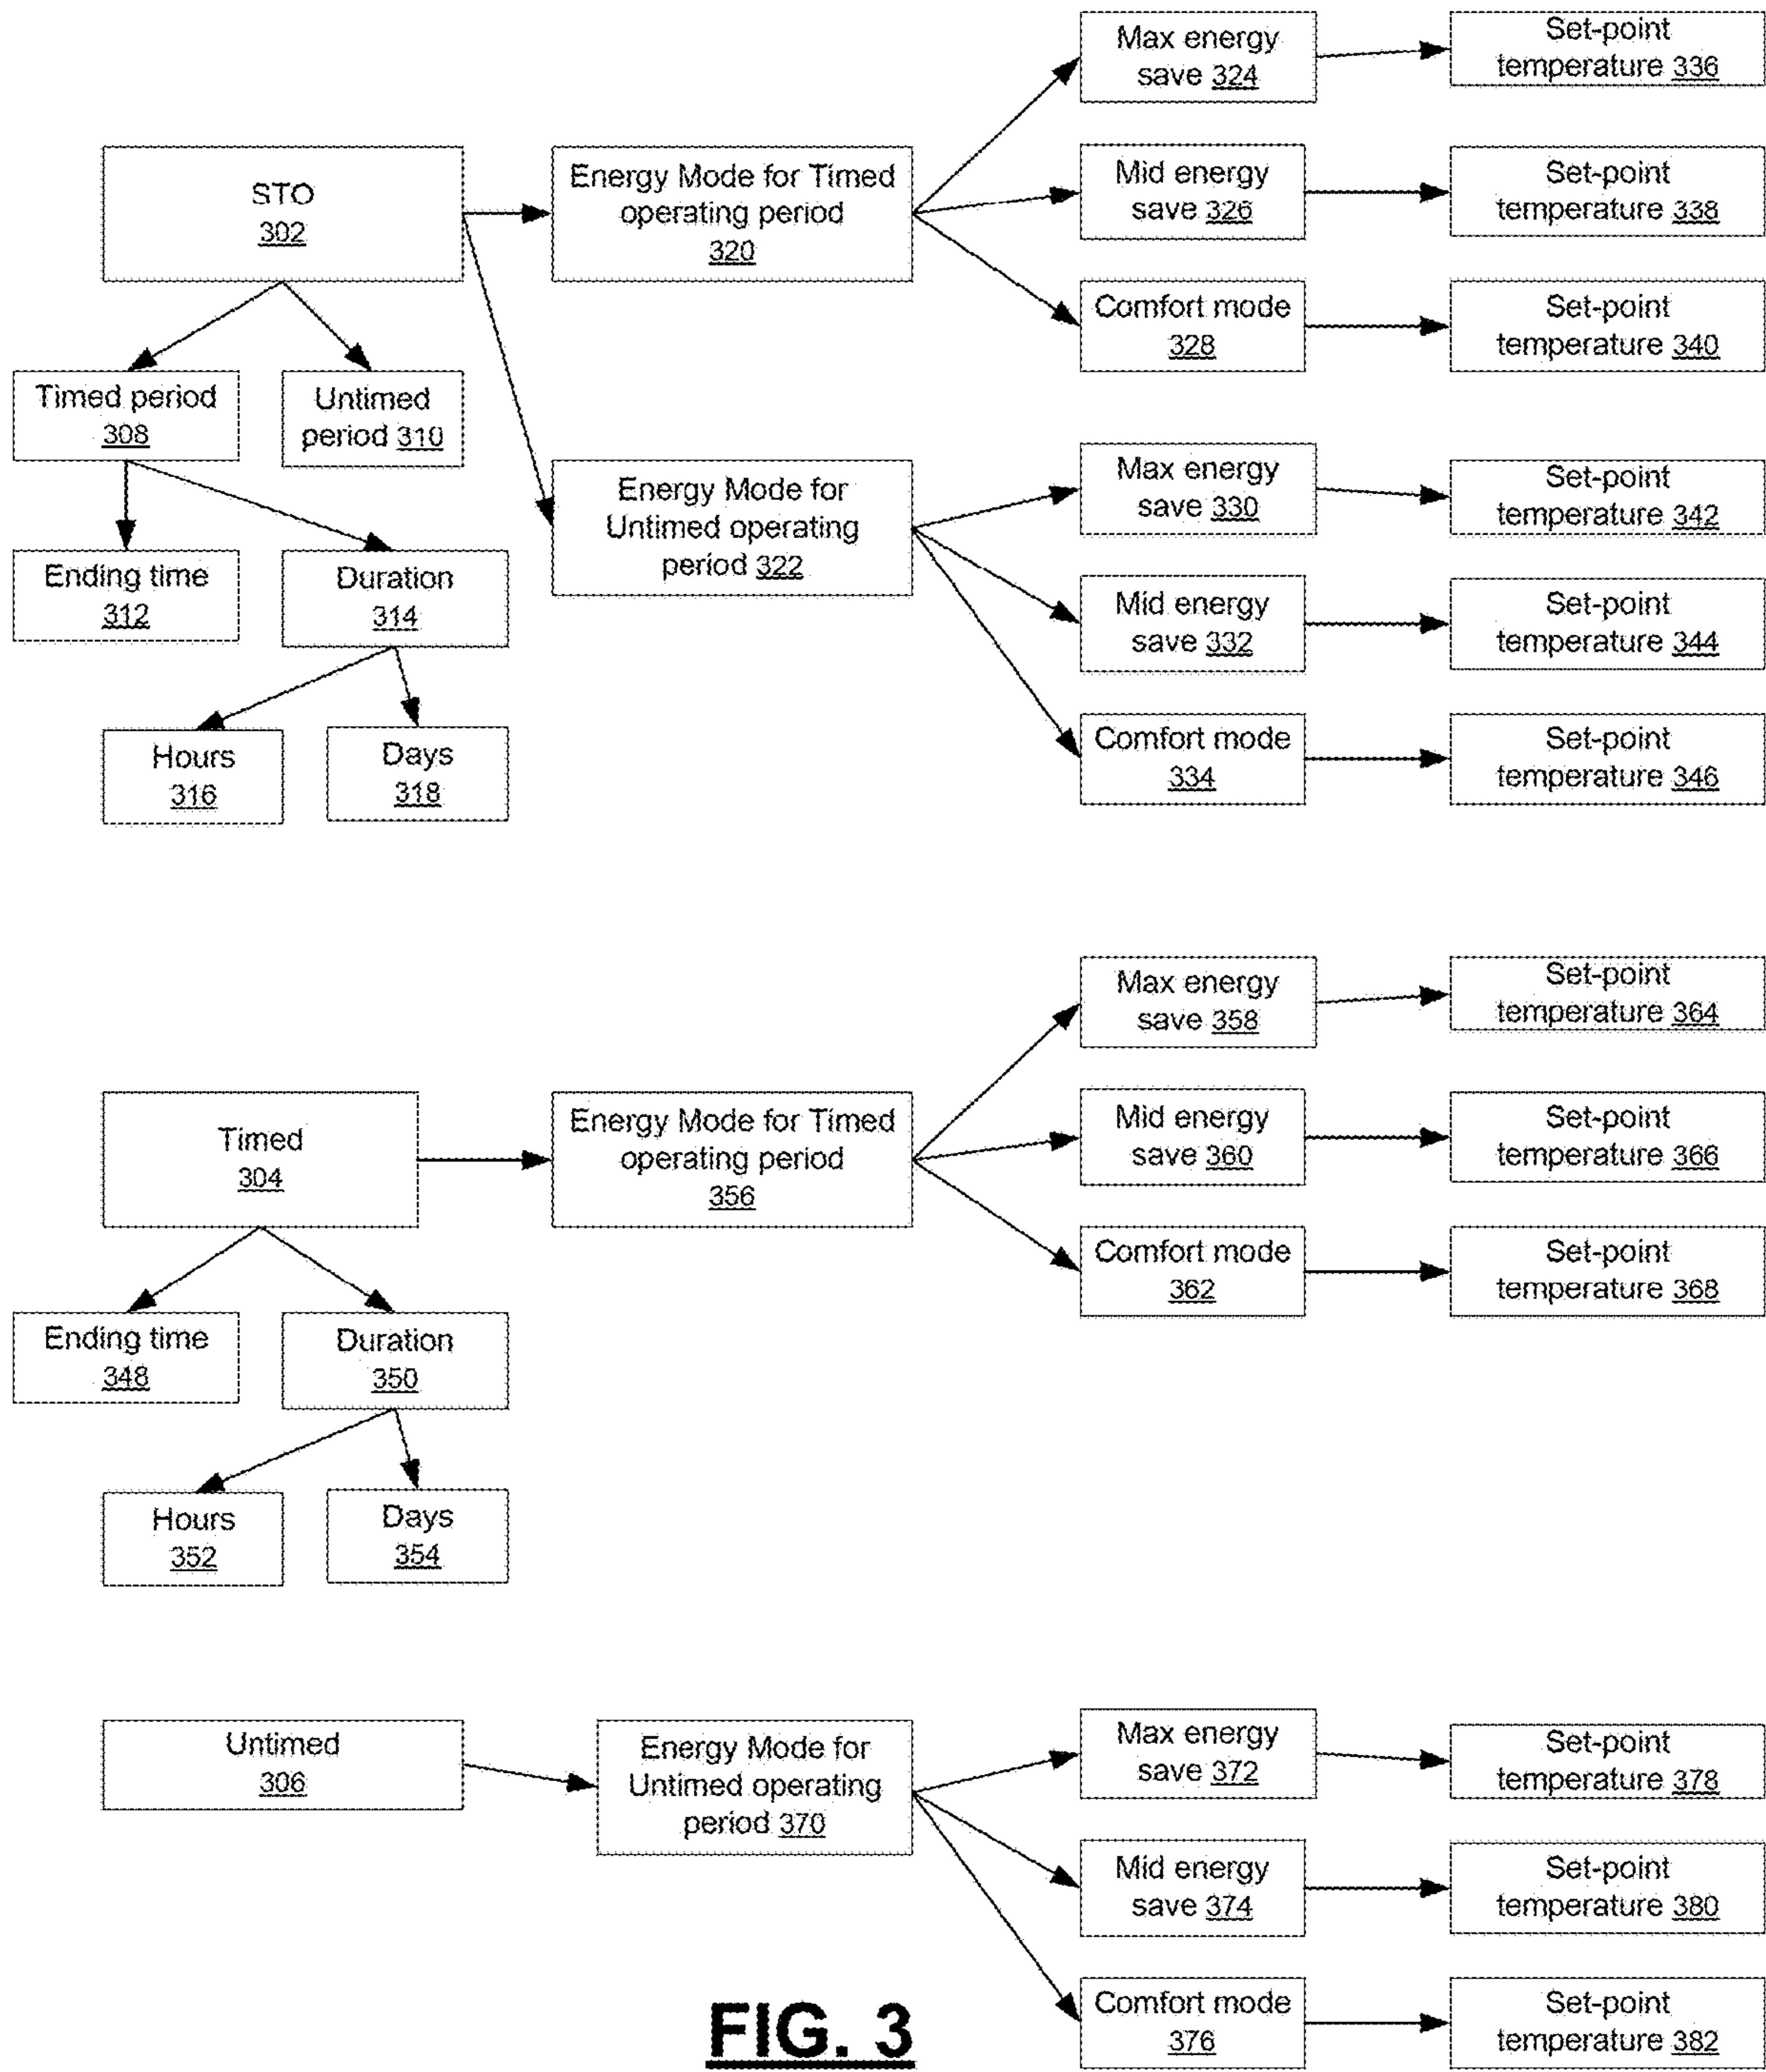 Max energy
save 324
Set-point
temperature 336
STO
302
Energy Mode for Timed
operating period
320
Mid energy
save 326
Set-point
temperature 338
Comfort mode
328
Set-point
temperature 340
Timed period
308
Untimed
period 310
Energy Mode for
Untimed operating
period 322
Max energy
save 330
Set-point
temperature 342
Ending time
312
Duration
314
Mid energy
save 332
Set-point
temperature 344
Hours
316
Days
318
Comfort mode
334
Set-point
temperature 346
Max energy
save 358
Set-point
temperature 364
Timed
304
Energy Mode for Timed
operating period
356
Mid energy
save 360
Set-point
temperature 366
Comfort mode
362
Set-point
temperature 368
Ending time
348
Duration
350
Hours
352
Days
354
Untimed
306
Energy Mode for
Untimed operating
period 370
Max energy
save 372
Set-point
temperature 378
Mid energy
save 374
Set-point
temperature 380
Comfort mode
376
Set-point
temperature 382
FIG. 3